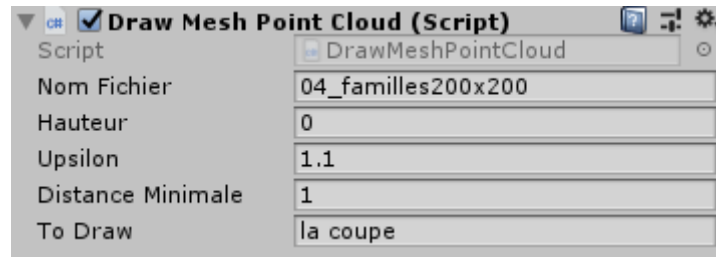 Draw Mesh Point Cloud (Script)
Script DrawMeshPointCloud
Nom Fichier 04_familles200x200
Hauteur 0
Upsilon 1.1
Distance Minimale 1
To Draw la coupe